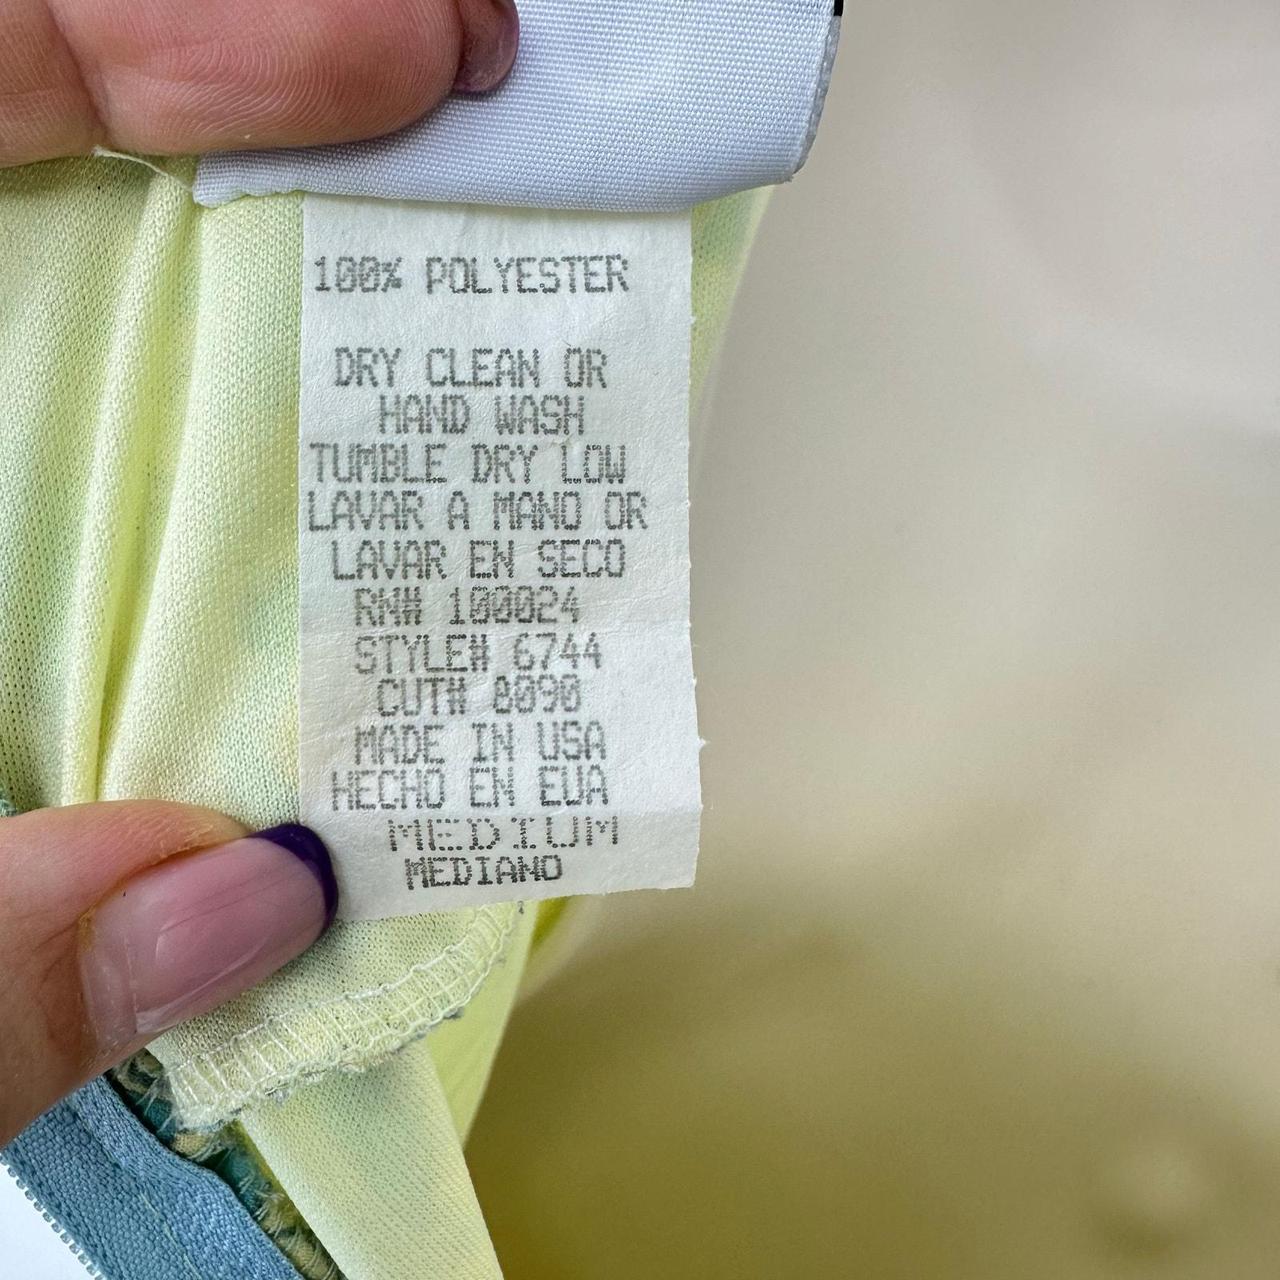 100% POLYESTER
DRY CLEAN OR
HAND WASH
TUMBLE DRY LOW
LAVAR A MANO OR
LAVAR EN SECO
RN# 100024
STYLE# 6744
CUT# 8090
MADE IN USA
HECHO EN EUA
MEDIUM
MEDIANO